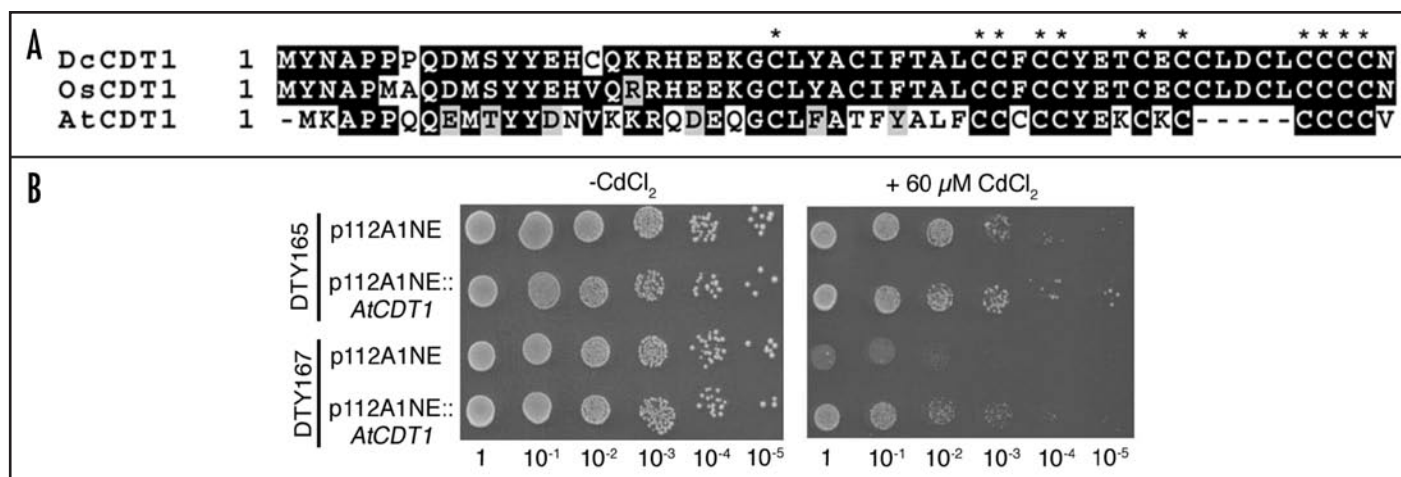 A
* * * * * * * * * * *
DcCDT1 1 MYNAPPPQDMSYYEHCQKRHEEKGCLYACIFTALCCFCCYETCECCLDCLCCCCN
OsCDT1 1 MYNAPMAQDMSYYEHVQRRHEEKGCLYACIFTALCCFCCYETCECCLDCLCCCCN
AtCDT1 1 -MKAPPQQEMTYYDNVKKRQDEQGCLFATFYALFCCCCCYEKCKC-----CCCCV
B
-CdCl₂
+ 60 μM CdCl₂
DTY165
p112A1NE
p112A1NE::
AtCDT1
DTY167
p112A1NE
p112A1NE::
AtCDT1
1 10⁻¹ 10⁻² 10⁻³ 10⁻⁴ 10⁻⁵
1 10⁻¹ 10⁻² 10⁻³ 10⁻⁴ 10⁻⁵